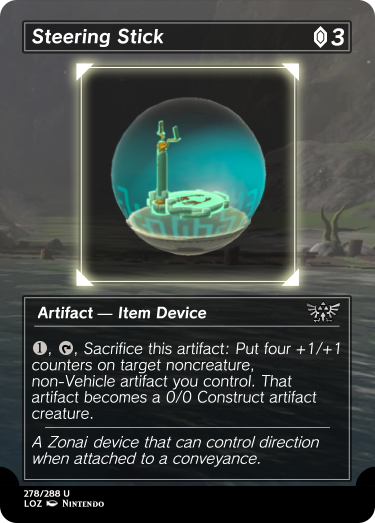 Steering Stick 3
Artifact — Item Device
1, T, Sacrifice this artifact: Put four +1/+1
counters on target noncreature,
non-Vehicle artifact you control. That
artifact becomes a 0/0 Construct artifact
creature.
A Zonai device that can control direction
when attached to a conveyance.
278/288 U
LOZ Nintendo